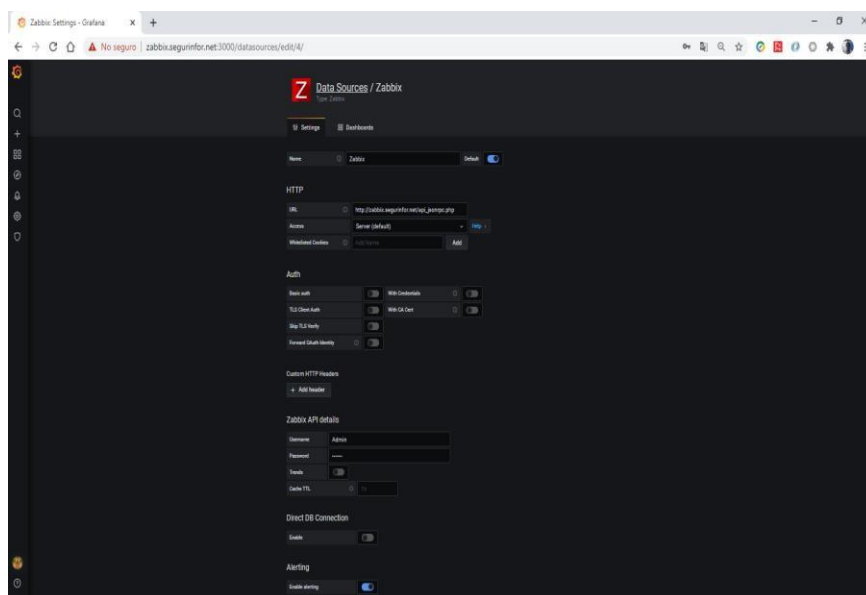 Zabbix: Settings - Grafana
No seguro | zabbix.segurinfor.net:3000/datasources/edit/4/
Data Sources / Zabbix
Type: Zabbix
Settings Dashboards
Name Zabbix Default
HTTP
URL http://zabbix.segurinfor.net/api_jsonrpc.php
Access Server (default) Help
Whitelisted Cookies Add Name Add
Auth
Basic auth With Credentials
TLS Client Auth With CA Cert
Skip TLS Verify
Forward OAuth Identity
Custom HTTP Headers
+ Add header
Zabbix API details
Username Admin
Password
Trends
Cache TTL
Direct DB Connection
Enable
Alerting
Enable alerting